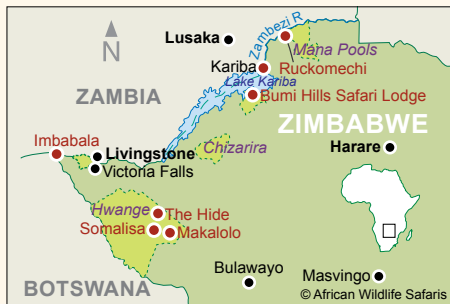 N
Lusaka
Zambezi R
Mana Pools
Kariba
Ruckomechi
Lake Kariba
Bumi Hills Safari Lodge
ZAMBIA
ZIMBABWE
Imbabala
Livingstone
Chizarira
Harare
Victoria Falls
Hwange
The Hide
Somalisa
Makalolo
Bulawayo
Masvingo
BOTSWANA
© African Wildlife Safaris